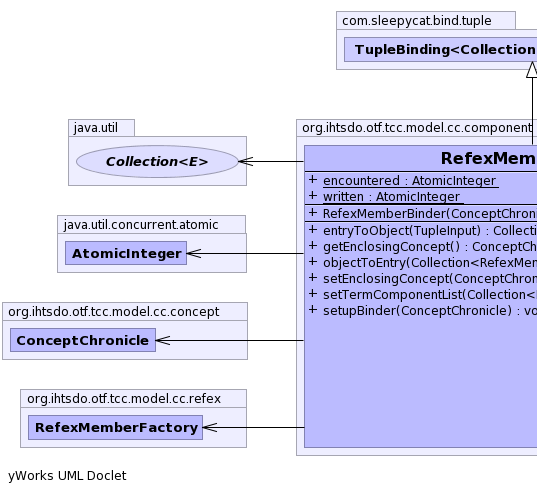 com.sleepycat.bind.tuple
TupleBinding<Collection
java.util
Collection<E>
org.ihtsdo.otf.tcc.model.cc.component
RefexMem
+ encountered : AtomicInteger
+ written : AtomicInteger
+ RefexMemberBinder(ConceptChroni
+ entryToObject(TupleInput) : Collecti
+ getEnclosingConcept() : ConceptCh
+ objectToEntry(Collection<RefexMem
+ setEnclosingConcept(ConceptChron
+ setTermComponentList(Collection<
+ setupBinder(ConceptChronicle) : vo
java.util.concurrent.atomic
AtomicInteger
org.ihtsdo.otf.tcc.model.cc.concept
ConceptChronicle
org.ihtsdo.otf.tcc.model.cc.refex
RefexMemberFactory
yWorks UML Doclet